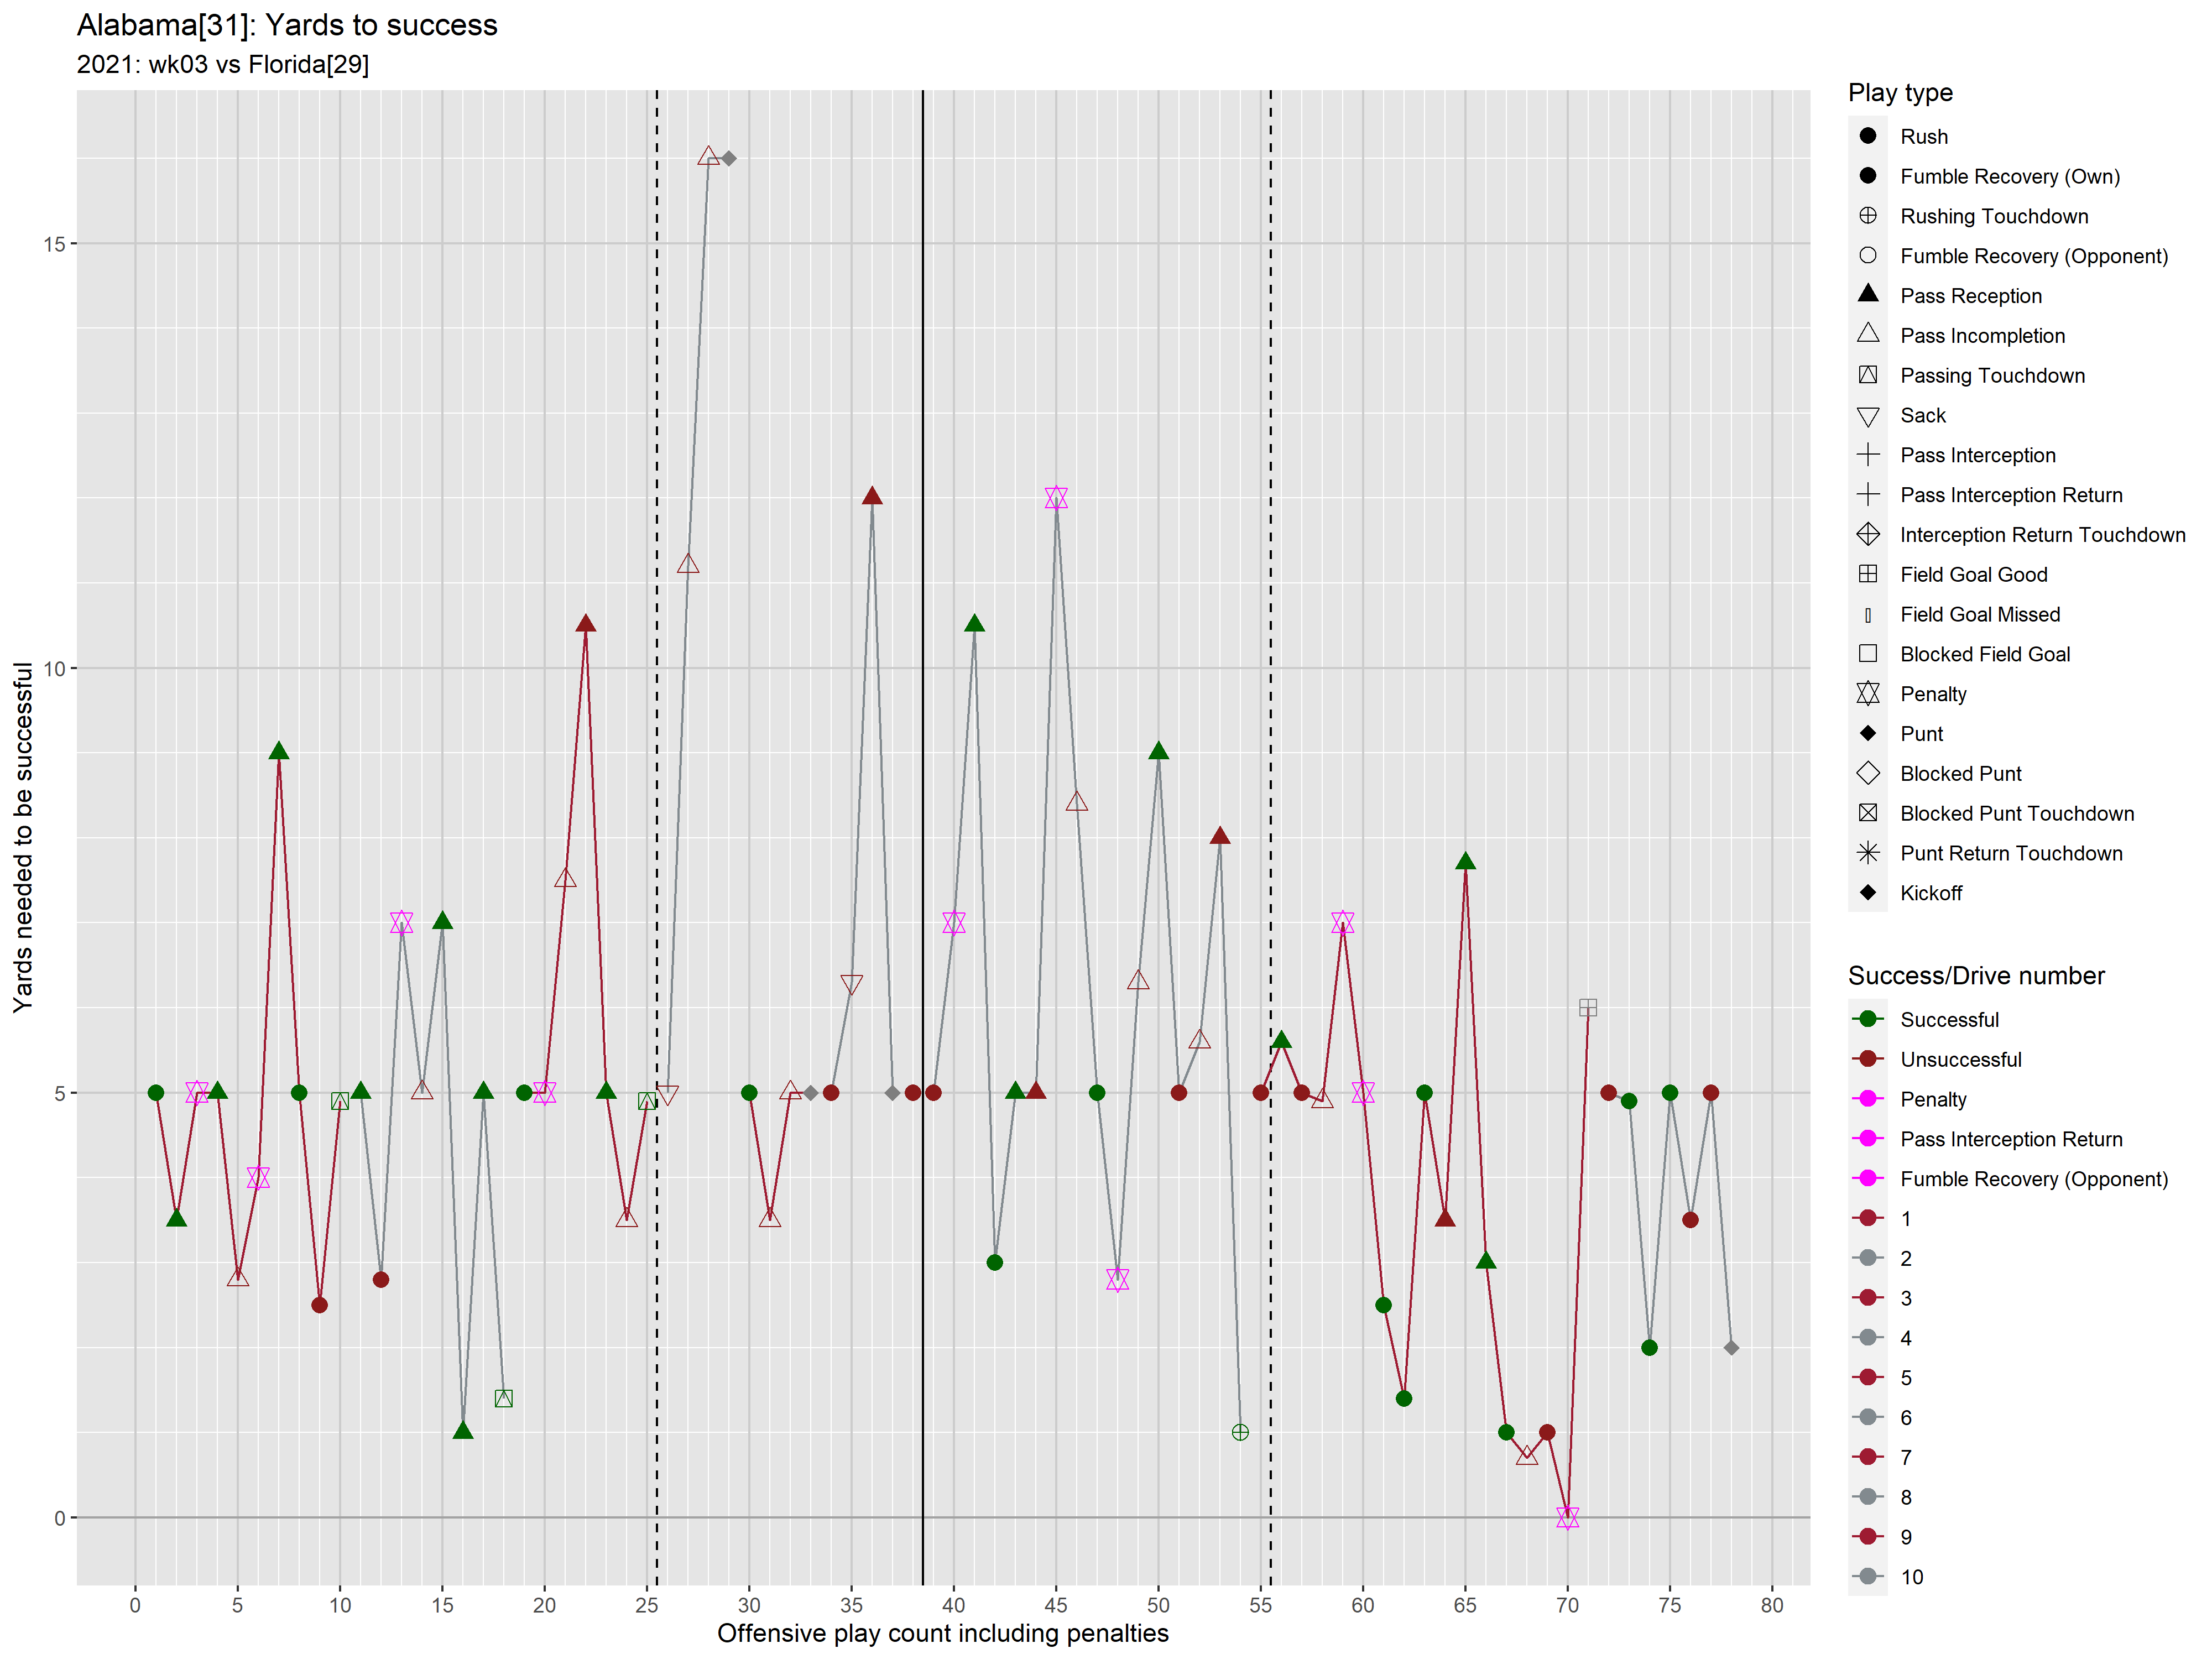 Alabama[31]: Yards to success
2021: wk03 vs Florida[29]
Yards needed to be successful
15
10
5
0
0 5 10 15 20 25 30 35 40 45 50 55 60 65 70 75 80
Offensive play count including penalties
Play type
Rush
Fumble Recovery (Own)
Rushing Touchdown
Fumble Recovery (Opponent)
Pass Reception
Pass Incompletion
Passing Touchdown
Sack
Pass Interception
Pass Interception Return
Interception Return Touchdown
Field Goal Good
Field Goal Missed
Blocked Field Goal
Penalty
Punt
Blocked Punt
Blocked Punt Touchdown
Punt Return Touchdown
Kickoff
Success/Drive number
Successful
Unsuccessful
Penalty
Pass Interception Return
Fumble Recovery (Opponent)
1
2
3
4
5
6
7
8
9
10